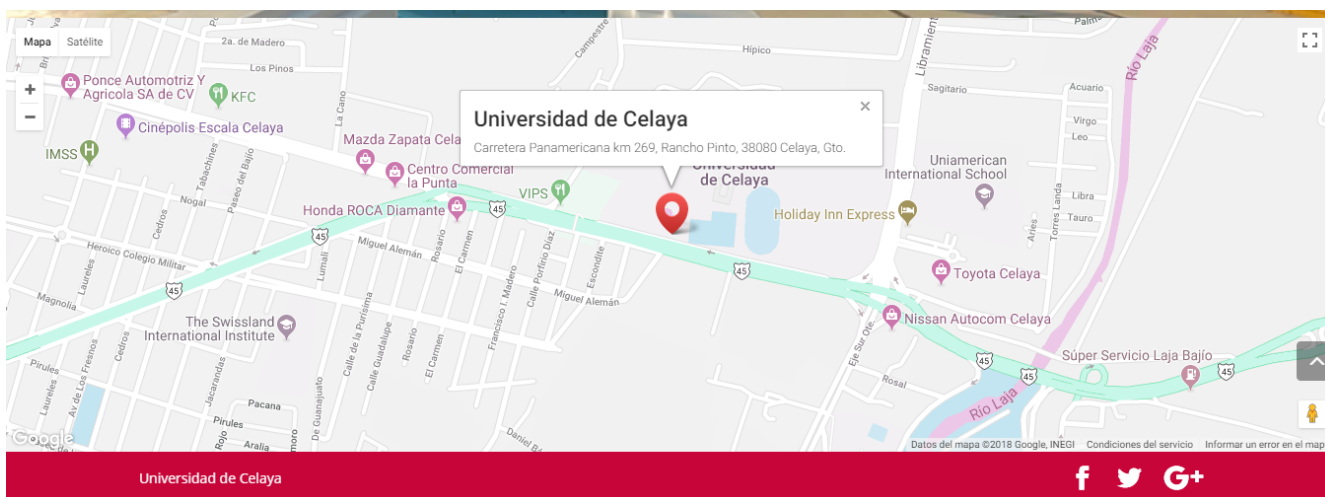 Mapa
Satélite
2a. de Madero
Los Pinos
Campestre
Hípico
Río Laja
Sagitario
Acuario
Virgo
Leo
Ponce Automotriz Y
Agricola SA de CV
KFC
La Cano
Cinépolis Escala Celaya
IMSS
Mazda Zapata Cela
Universidad de Celaya
Carretera Panamericana km 269, Rancho Pinto, 38080 Celaya, Gto.
Centro Comercial
la Punta
VIPS
de Celaya
Uniamerican
International School
Tabachines
Paseo del Bajío
Nogal
Cedros
Honda ROCA Diamante
45
45
Holiday Inn Express
Libra
Tauro
Aries
Torres Landa
Heroico Colegio Militar
Laureles
Lumali
Miguel Alemán
Rosario
El Carmen
Calle Porfirio Díaz
Escondite
45
45
Toyota Celaya
Magnolia
Francisco I. Madero
Miguel Alemán
Nissan Autocom Celaya
The Swissland
International Institute
Calle de la Purísima
Calle Guadalupe
Rosario
El Carmen
Eje Sur Ote.
45
45
Súper Servicio Laja Bajío
45
Pirules
Laureles
Av de Los Fresnos
Cedros
Jacarandas
De Guanajuato
Rosal
Río Laja
Pacana
Pirules
Rojo
Aralia
Google
Datos del mapa ©2018 Google, INEGI
Condiciones del servicio
Informar un error en el map
Universidad de Celaya
f
G+